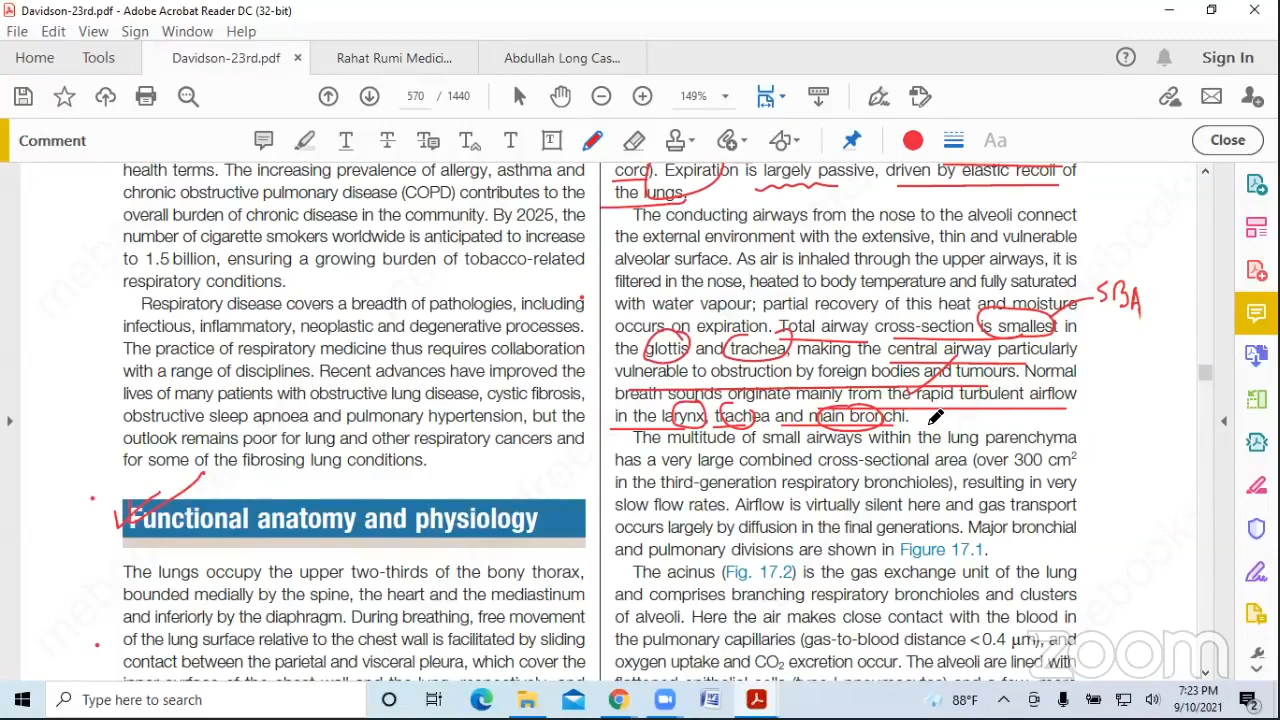 Davidson-23rd.pdf - Adobe Acrobat Reader DC (32-bit)
File Edit View Sign Window Help
Home Tools Davidson-23rd.pdf × Rahat Rumi Medici... Abdullah Long Cas... Sign In
570 / 1440 149%
Comment Aa Close
health terms. The increasing prevalence of allergy, asthma and
chronic obstructive pulmonary disease (COPD) contributes to the
overall burden of chronic disease in the community. By 2025, the
number of cigarette smokers worldwide is anticipated to increase
to 1.5 billion, ensuring a growing burden of tobacco-related
respiratory conditions.
Respiratory disease covers a breadth of pathologies, including
infectious, inflammatory, neoplastic and degenerative processes.
The practice of respiratory medicine thus requires collaboration
with a range of disciplines. Recent advances have improved the
lives of many patients with obstructive lung disease, cystic fibrosis,
obstructive sleep apnoea and pulmonary hypertension, but the
outlook remains poor for lung and other respiratory cancers and
for some of the fibrosing lung conditions.
Functional anatomy and physiology
The lungs occupy the upper two-thirds of the bony thorax,
bounded medially by the spine, the heart and the mediastinum
and inferiorly by the diaphragm. During breathing, free movement
of the lung surface relative to the chest wall is facilitated by sliding
contact between the parietal and visceral pleura, which cover the
cord). Expiration is largely passive, driven by elastic recoil of
the lungs.
The conducting airways from the nose to the alveoli connect
the external environment with the extensive, thin and vulnerable
alveolar surface. As air is inhaled through the upper airways, it is
filtered in the nose, heated to body temperature and fully saturated
with water vapour; partial recovery of this heat and moisture
occurs on expiration. Total airway cross-section is smallest in
the glottis and trachea, making the central airway particularly
vulnerable to obstruction by foreign bodies and tumours. Normal
breath sounds originate mainly from the rapid turbulent airflow
in the larynx, trachea and main bronchi.
The multitude of small airways within the lung parenchyma
has a very large combined cross-sectional area (over 300 cm²
in the third-generation respiratory bronchioles), resulting in very
slow flow rates. Airflow is virtually silent here and gas transport
occurs largely by diffusion in the final generations. Major bronchial
and pulmonary divisions are shown in Figure 17.1.
The acinus (Fig. 17.2) is the gas exchange unit of the lung
and comprises branching respiratory bronchioles and clusters
of alveoli. Here the air makes close contact with the blood in
the pulmonary capillaries (gas-to-blood distance <0.4 μm), and
oxygen uptake and CO₂ excretion occur. The alveoli are lined with
SBA
zoom
Type here to search
88°F
7:23 PM
9/10/2021
2